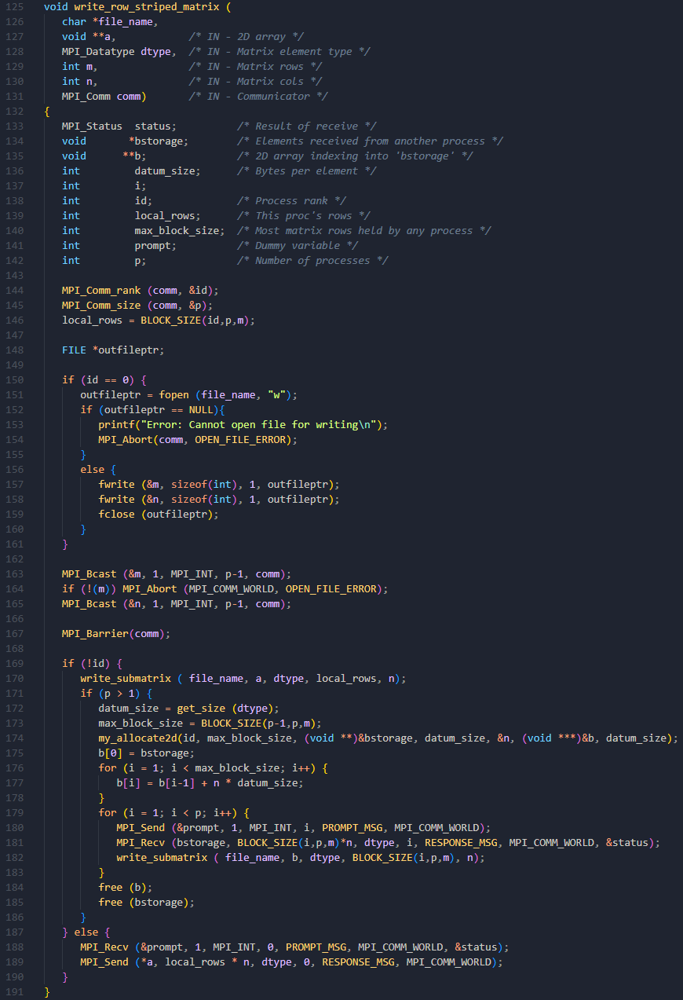 125 void write_row_striped_matrix (
126    char *file_name,
127    void **a,            /* IN - 2D array */
128    MPI_Datatype dtype,  /* IN - Matrix element type */
129    int m,               /* IN - Matrix rows */
130    int n,               /* IN - Matrix cols */
131    MPI_Comm comm)       /* IN - Communicator */
132 {
133    MPI_Status  status;          /* Result of receive */
134    void       *bstorage;        /* Elements received from another process */
135    void      **b;               /* 2D array indexing into 'bstorage' */
136    int         datum_size;      /* Bytes per element */
137    int         i;
138    int         id;              /* Process rank */
139    int         local_rows;      /* This proc's rows */
140    int         max_block_size;  /* Most matrix rows held by any process */
141    int         prompt;          /* Dummy variable */
142    int         p;               /* Number of processes */
143
144    MPI_Comm_rank (comm, &id);
145    MPI_Comm_size (comm, &p);
146    local_rows = BLOCK_SIZE(id,p,m);
147
148    FILE *outfileptr;
149
150    if (id == 0) {
151       outfileptr = fopen (file_name, "w");
152       if (outfileptr == NULL){
153          printf("Error: Cannot open file for writing\n");
154          MPI_Abort(comm, OPEN_FILE_ERROR);
155       }
156       else {
157          fwrite (&m, sizeof(int), 1, outfileptr);
158          fwrite (&n, sizeof(int), 1, outfileptr);
159          fclose (outfileptr);
160       }
161    }
162
163    MPI_Bcast (&m, 1, MPI_INT, p-1, comm);
164    if (!(m)) MPI_Abort (MPI_COMM_WORLD, OPEN_FILE_ERROR);
165    MPI_Bcast (&n, 1, MPI_INT, p-1, comm);
166
167    MPI_Barrier(comm);
168
169    if (!id) {
170       write_submatrix ( file_name, a, dtype, local_rows, n);
171       if (p > 1) {
172          datum_size = get_size (dtype);
173          max_block_size = BLOCK_SIZE(p-1,p,m);
174          my_allocate2d(id, max_block_size, (void **)&bstorage, datum_size, &n, (void ***)&b, datum_size);
175          b[0] = bstorage;
176          for (i = 1; i < max_block_size; i++) {
177             b[i] = b[i-1] + n * datum_size;
178          }
179          for (i = 1; i < p; i++) {
180             MPI_Send (&prompt, 1, MPI_INT, i, PROMPT_MSG, MPI_COMM_WORLD);
181             MPI_Recv (bstorage, BLOCK_SIZE(i,p,m)*n, dtype, i, RESPONSE_MSG, MPI_COMM_WORLD, &status);
182             write_submatrix ( file_name, b, dtype, BLOCK_SIZE(i,p,m), n);
183          }
184          free (b);
185          free (bstorage);
186       }
187    } else {
188       MPI_Recv (&prompt, 1, MPI_INT, 0, PROMPT_MSG, MPI_COMM_WORLD, &status);
189       MPI_Send (*a, local_rows * n, dtype, 0, RESPONSE_MSG, MPI_COMM_WORLD);
190    }
191 }